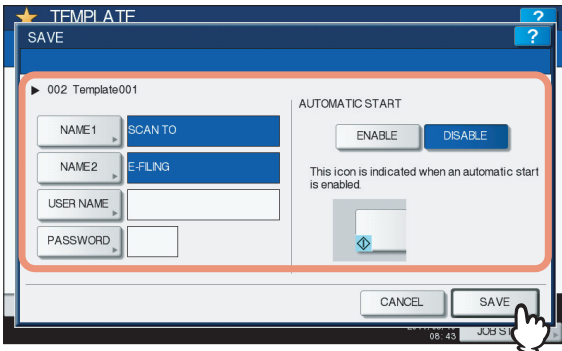 TEMPLATE
?
SAVE
?
002 Template001
NAME1
SCAN TO
NAME2
E-FILING
USER NAME
PASSWORD
AUTOMATIC START
ENABLE
DISABLE
This icon is indicated when an automatic start
is enabled.
CANCEL
SAVE
08:43